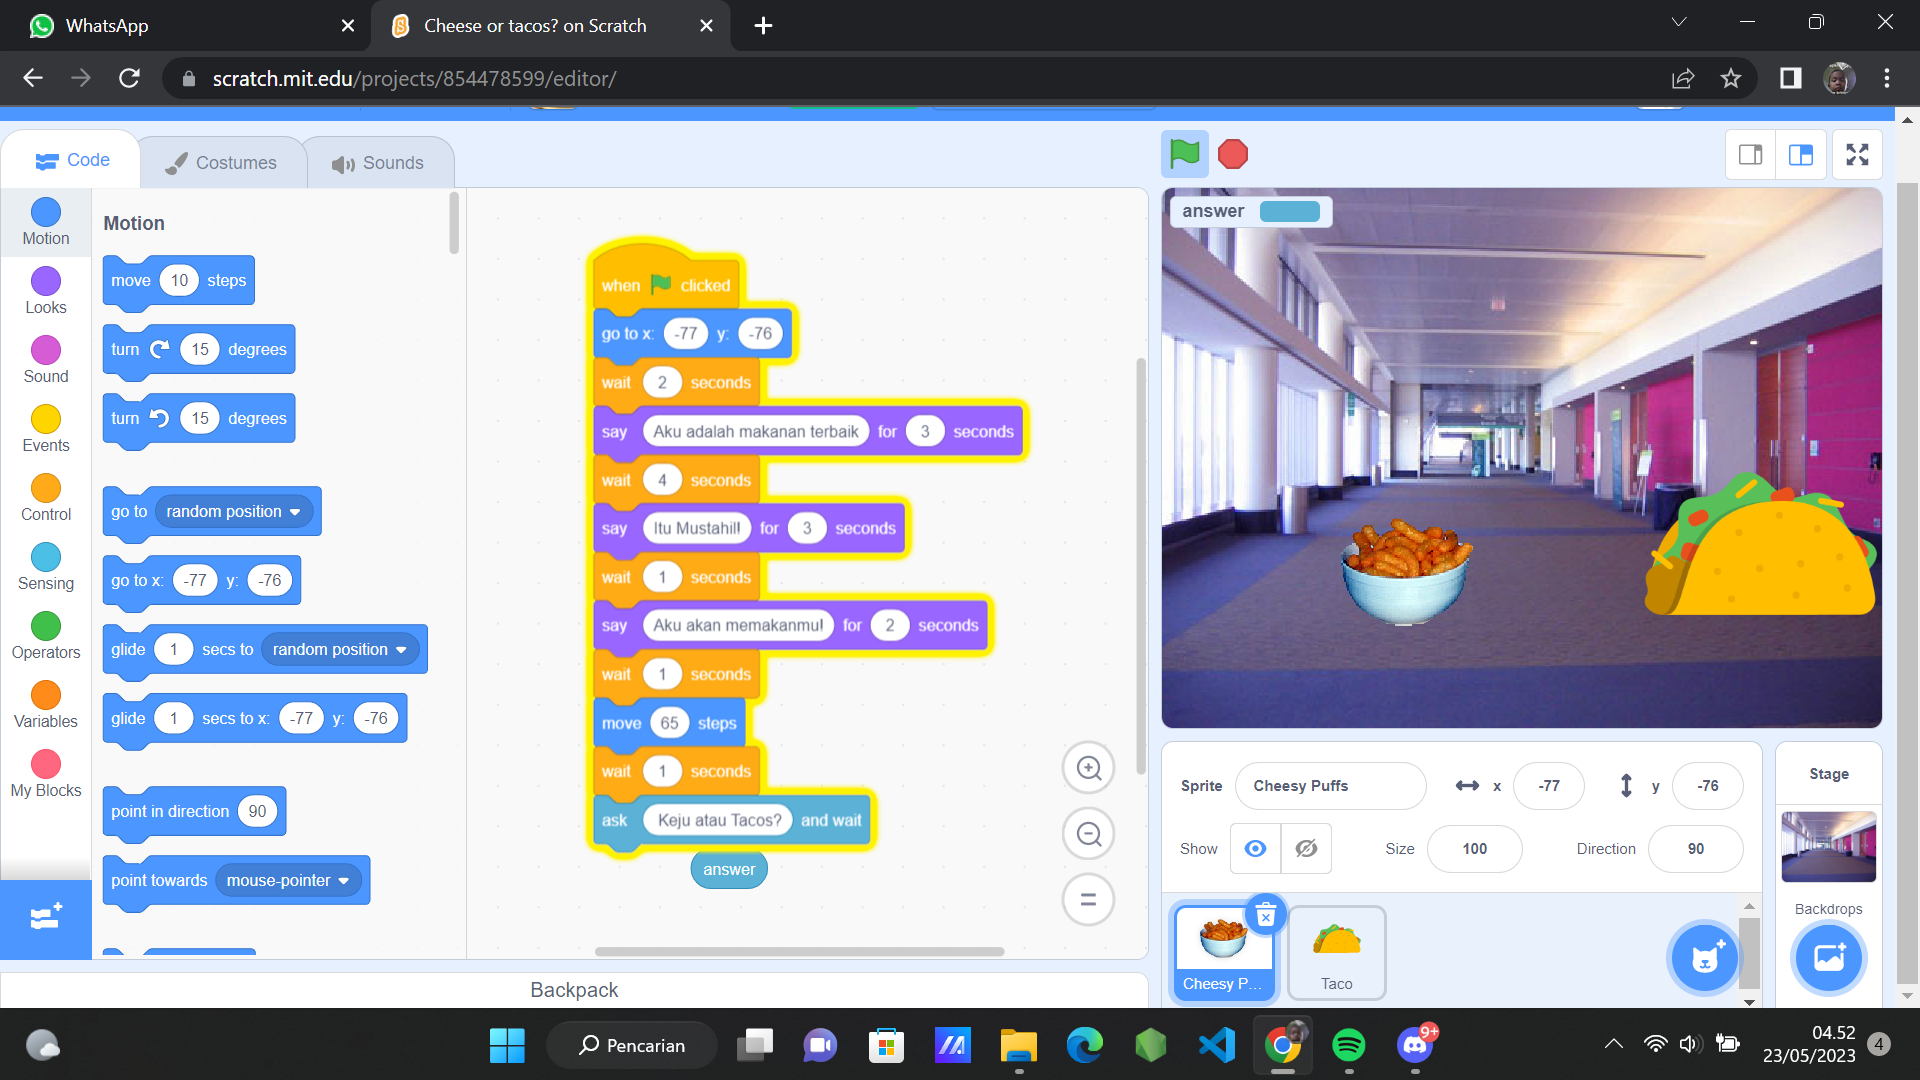 WhatsApp
Cheese or tacos? on Scratch
scratch.mit.edu/projects/854478599/editor/
Code
Costumes
Sounds
Motion
Looks
Sound
Events
Control
Sensing
Operators
Variables
My Blocks
Motion
move 10 steps
turn 15 degrees
turn 15 degrees
go to random position
go to x: -77 y: -76
glide 1 secs to random position
glide 1 secs to x: -77 y: -76
point in direction 90
point towards mouse-pointer
when clicked
go to x: -77 y: -76
wait 2 seconds
say Aku adalah makanan terbaik for 3 seconds
wait 4 seconds
say Itu Mustahil! for 3 seconds
wait 1 seconds
say Aku akan memakanmu! for 2 seconds
wait 1 seconds
move 65 steps
wait 1 seconds
ask Keju atau Tacos? and wait
answer
Backpack
answer
Sprite Cheesy Puffs x -77 y -76
Show Size 100 Direction 90
Cheesy P...
Taco
Stage
Backdrops
Pencarian
9+
04.52
23/05/2023
4